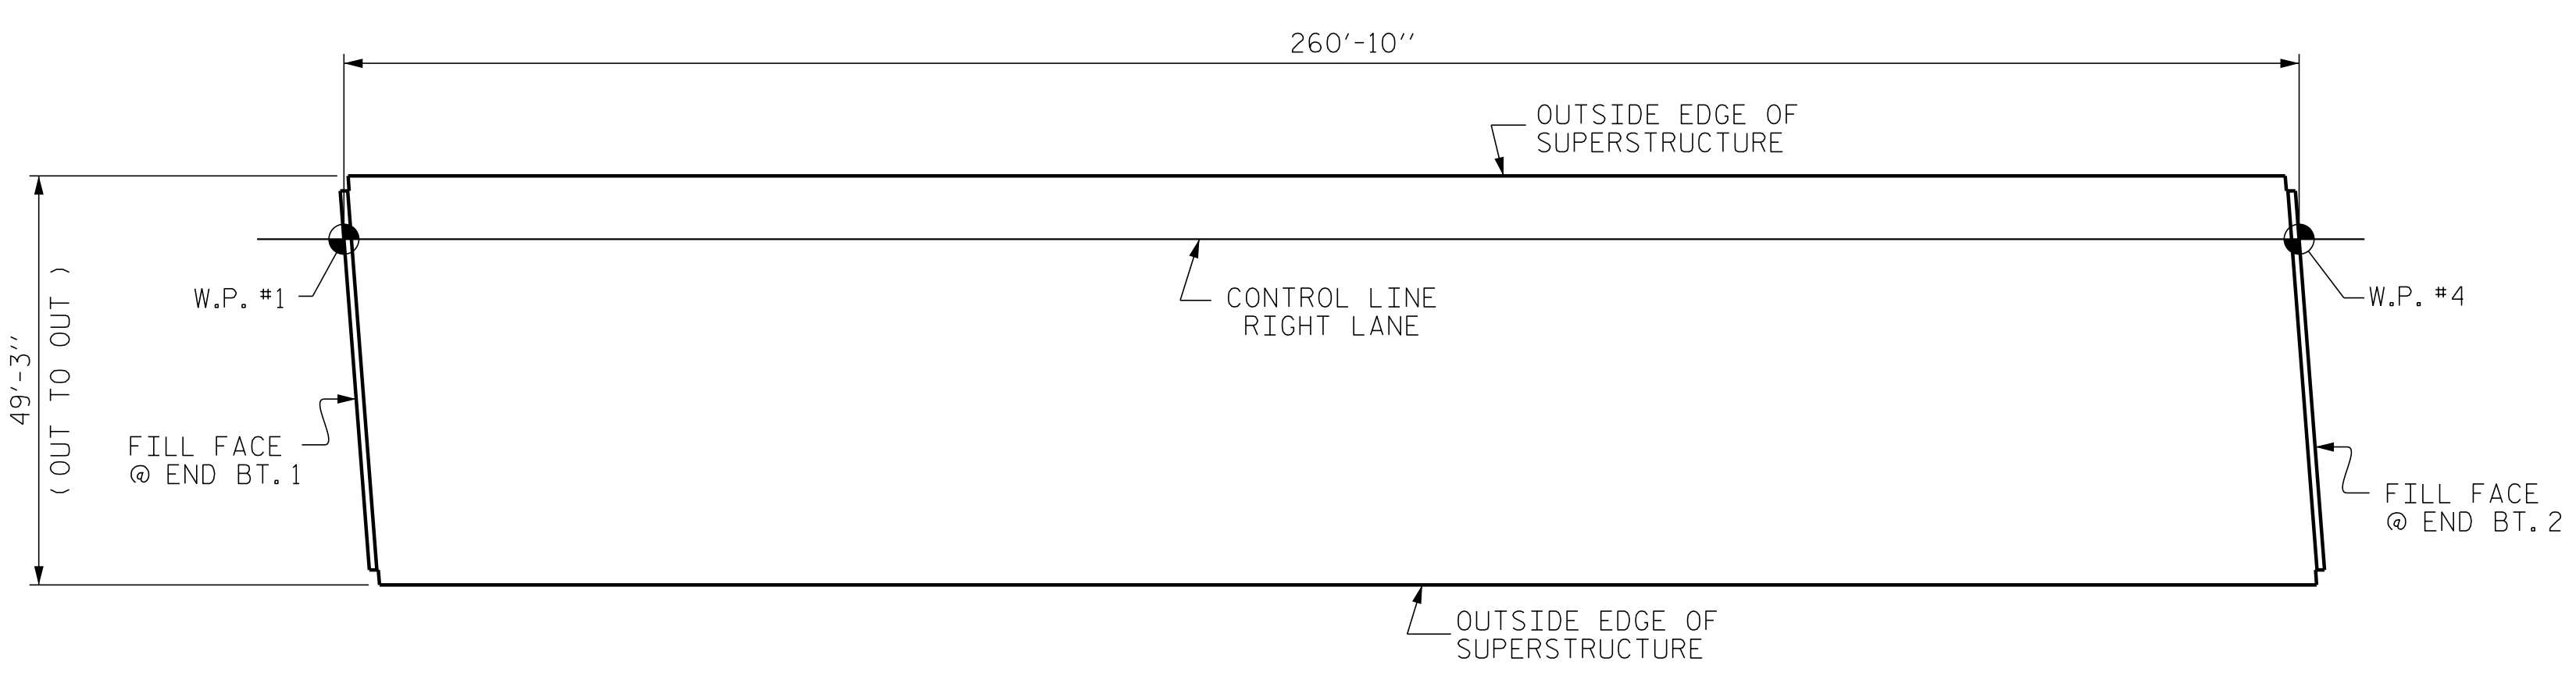 260'-10''
OUTSIDE EDGE OF
SUPERSTRUCTURE
W.P. #1
CONTROL LINE
RIGHT LANE
W.P. #4
49'-3''
( OUT TO OUT )
FILL FACE
@ END BT. 1
FILL FACE
@ END BT. 2
OUTSIDE EDGE OF
SUPERSTRUCTURE